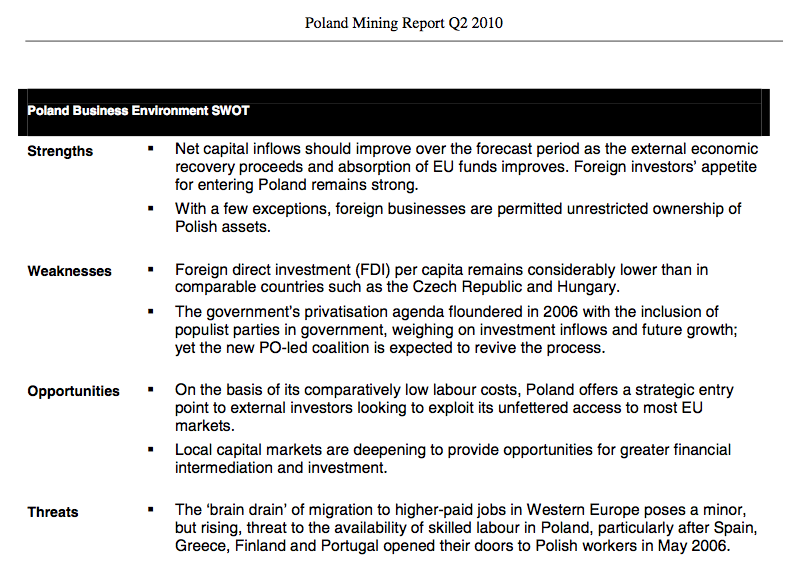 Poland Mining Report Q2 2010
Poland Business Environment SWOT
Strengths
▪ Net capital inflows should improve over the forecast period as the external economic
recovery proceeds and absorption of EU funds improves. Foreign investors’ appetite
for entering Poland remains strong.
▪ With a few exceptions, foreign businesses are permitted unrestricted ownership of
Polish assets.
Weaknesses
▪ Foreign direct investment (FDI) per capita remains considerably lower than in
comparable countries such as the Czech Republic and Hungary.
▪ The government’s privatisation agenda floundered in 2006 with the inclusion of
populist parties in government, weighing on investment inflows and future growth;
yet the new PO-led coalition is expected to revive the process.
Opportunities
▪ On the basis of its comparatively low labour costs, Poland offers a strategic entry
point to external investors looking to exploit its unfettered access to most EU
markets.
▪ Local capital markets are deepening to provide opportunities for greater financial
intermediation and investment.
Threats
▪ The ‘brain drain’ of migration to higher-paid jobs in Western Europe poses a minor,
but rising, threat to the availability of skilled labour in Poland, particularly after Spain,
Greece, Finland and Portugal opened their doors to Polish workers in May 2006.